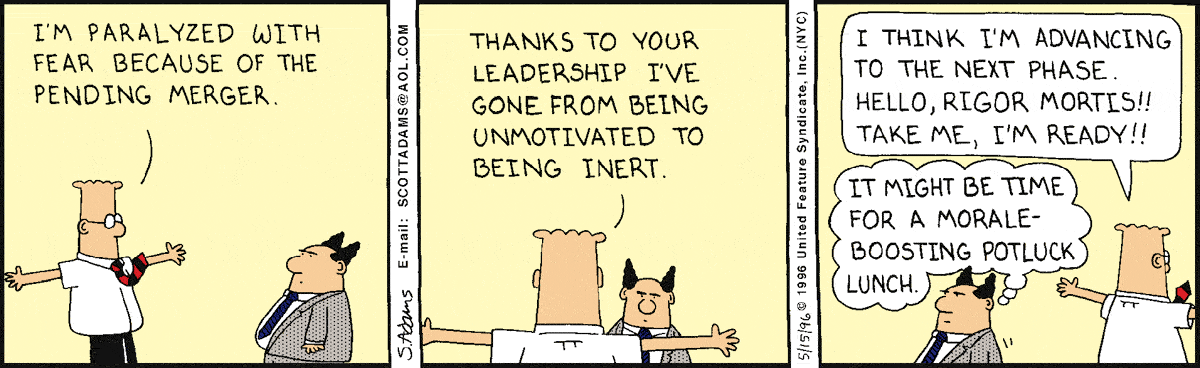 I'M PARALYZED WITH
FEAR BECAUSE OF THE
PENDING MERGER.
S.Adams E-mail: SCOTTADAMS@AOL.COM
THANKS TO YOUR
LEADERSHIP I'VE
GONE FROM BEING
UNMOTIVATED TO
BEING INERT.
5/15/96 © 1996 United Feature Syndicate, Inc.(NYC)
I THINK I'M ADVANCING
TO THE NEXT PHASE.
HELLO, RIGOR MORTIS!!
TAKE ME, I'M READY!!
IT MIGHT BE TIME
FOR A MORALE-
BOOSTING POTLUCK
LUNCH.